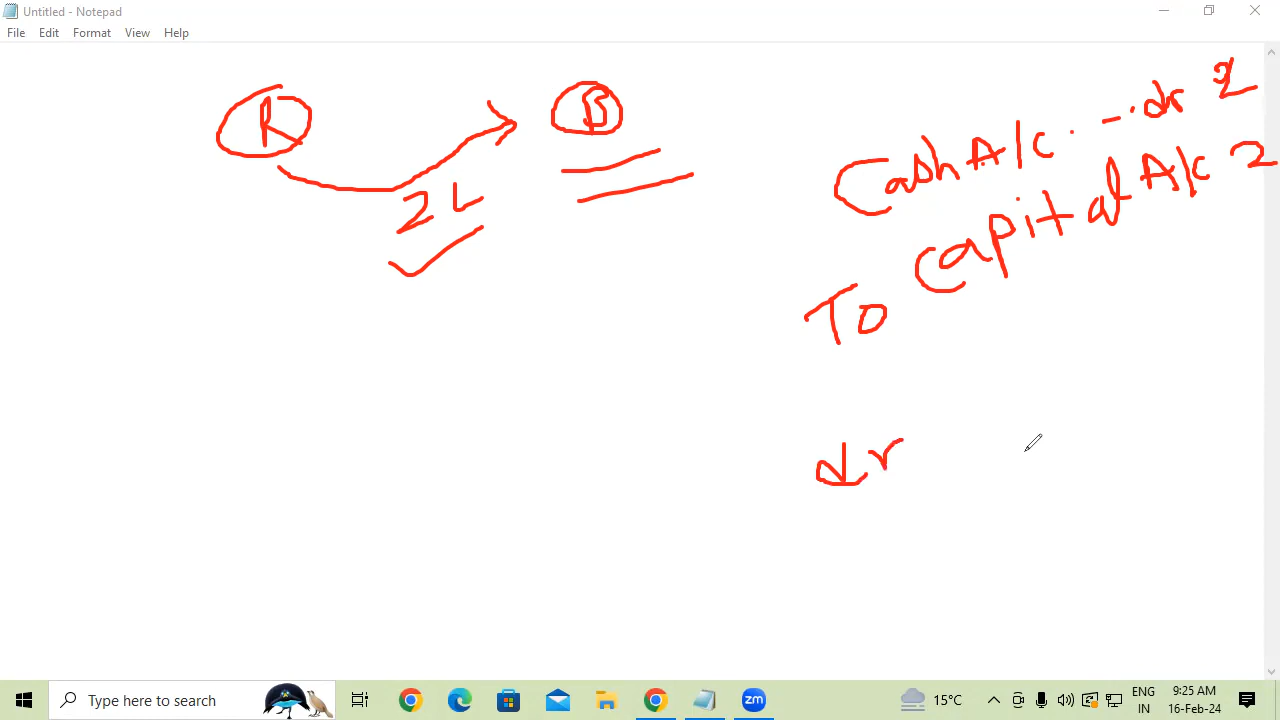 Untitled - Notepad
File Edit Format View Help
R
B
2L
Cash A/c . - . dr 2
To Capital A/c 2
dr
Type here to search
15°C
ENG
IN
9:25 AM
16-Feb-24
zm